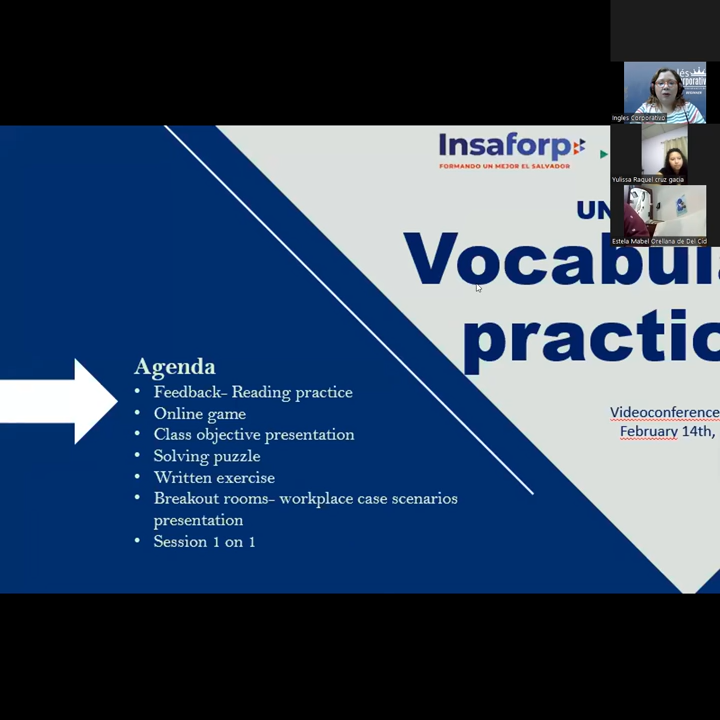 Insaforp
FORMANDO UN MEJOR EL SALVADOR
Ingles Corporativo
Yulissa Raquel cruz gacia
Estela Mabel Orellana de Del Cid
UN
Vocabul
practic
Agenda
• Feedback- Reading practice
• Online game
• Class objective presentation
• Solving puzzle
• Written exercise
• Breakout rooms- workplace case scenarios
presentation
• Session 1 on 1
Videoconference
February 14th,